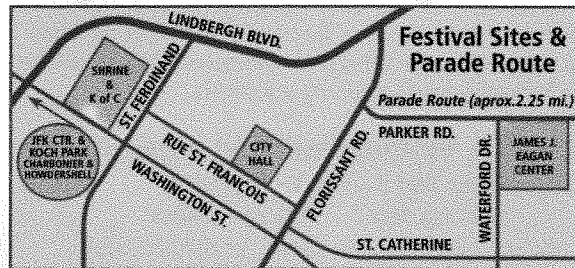 LINDBERGH BLVD.
Festival Sites &
Parade Route
Parade Route (aprox.2.25 mi.)
SHRINE
&
K of C
ST. FERDINAND
JFK CTR. &
KOCH PARK
CHARBONIER &
HOWDERSHELL
RUE ST. FRANCOIS
CITY
HALL
WASHINGTON ST.
FLORISSANT RD.
PARKER RD.
WATERFORD DR.
JAMES J.
EAGAN
CENTER
ST. CATHERINE